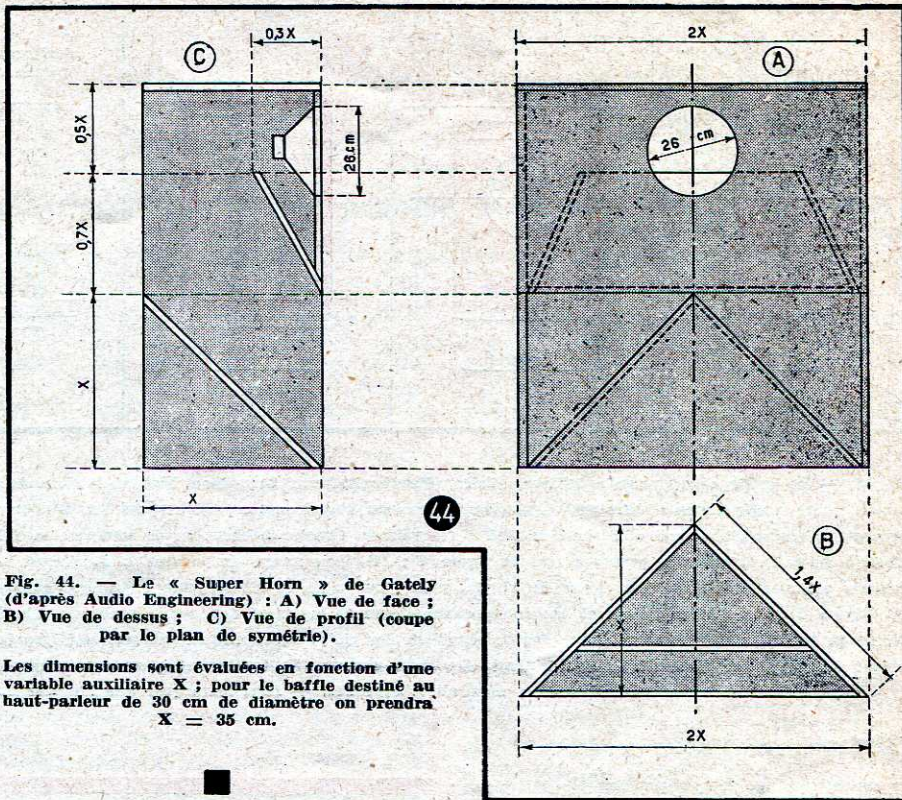 0,3X
C
2X
A
0,5X
26 cm
26 cm
0,7X
X
X
44
B
X
1,4X
2X
Fig. 44. — Le « Super Horn » de Gately
(d'après Audio Engineering) : A) Vue de face ;
B) Vue de dessus ; C) Vue de profil (coupe
par le plan de symétrie).
Les dimensions sont évaluées en fonction d'une
variable auxiliaire X ; pour le baffle destiné au
haut-parleur de 30 cm de diamètre on prendra
X = 35 cm.